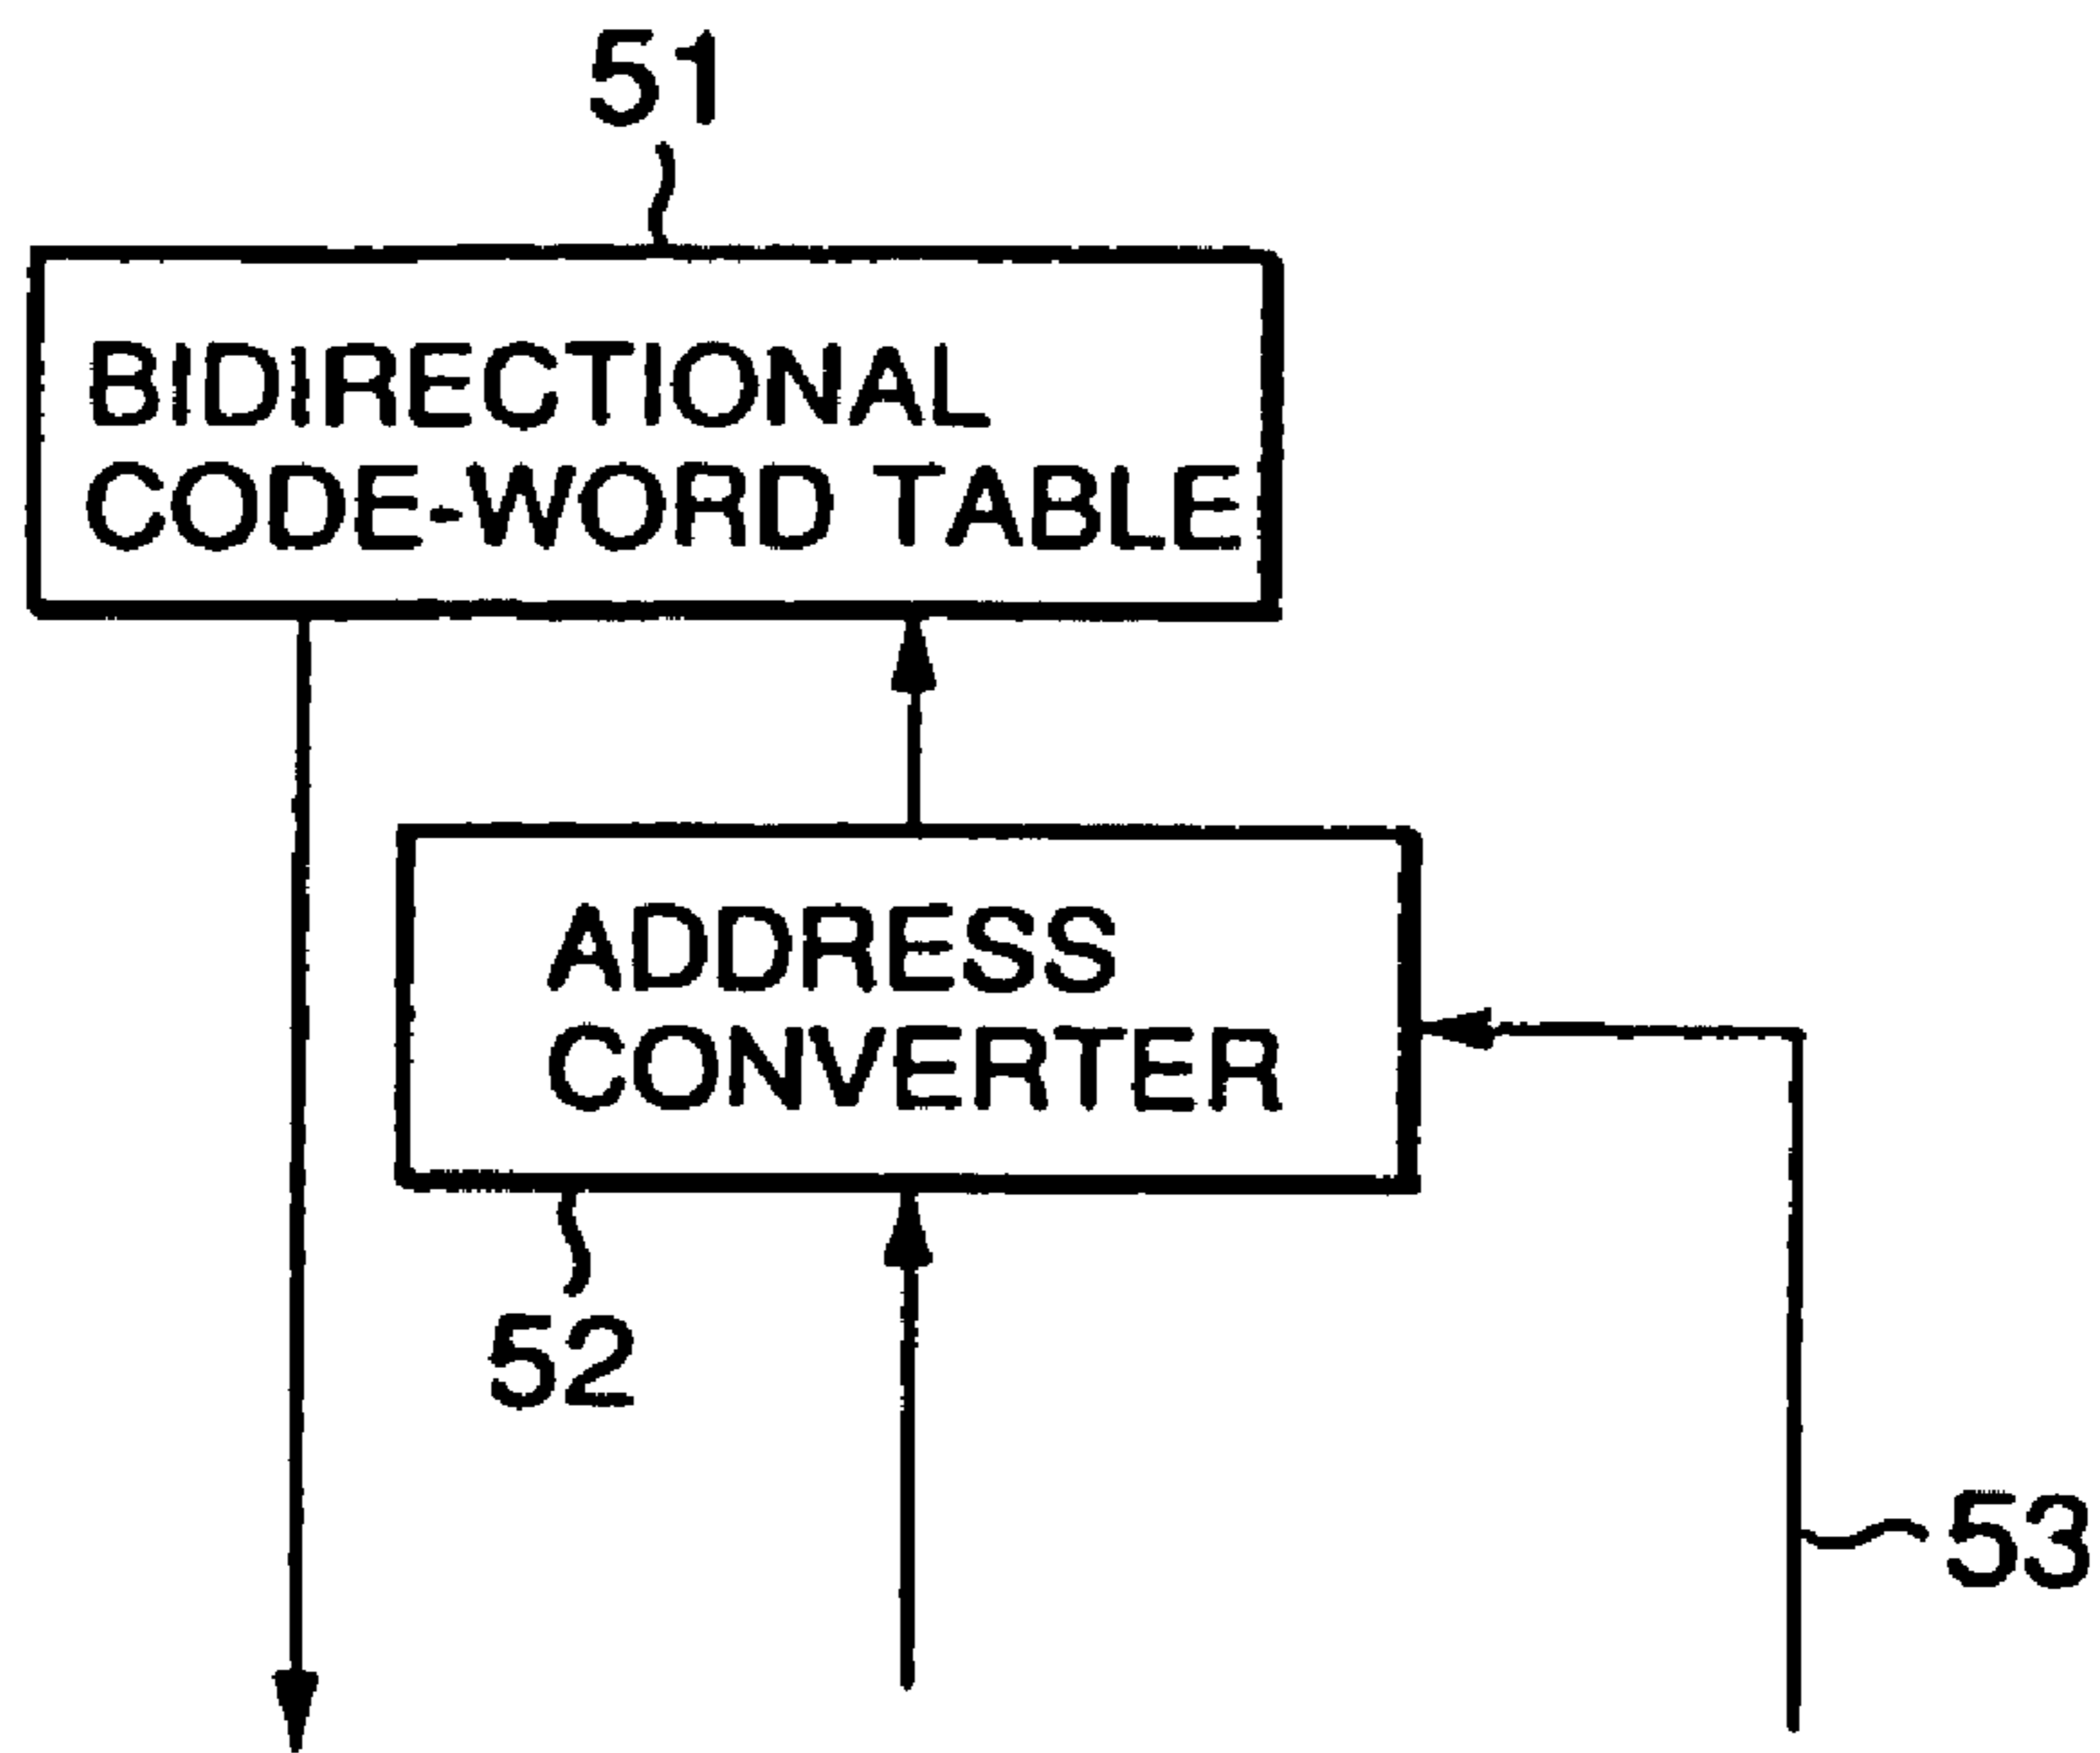 51
BIDIRECTIONAL
CODE-WORD TABLE
ADDRESS
CONVERTER
52
53